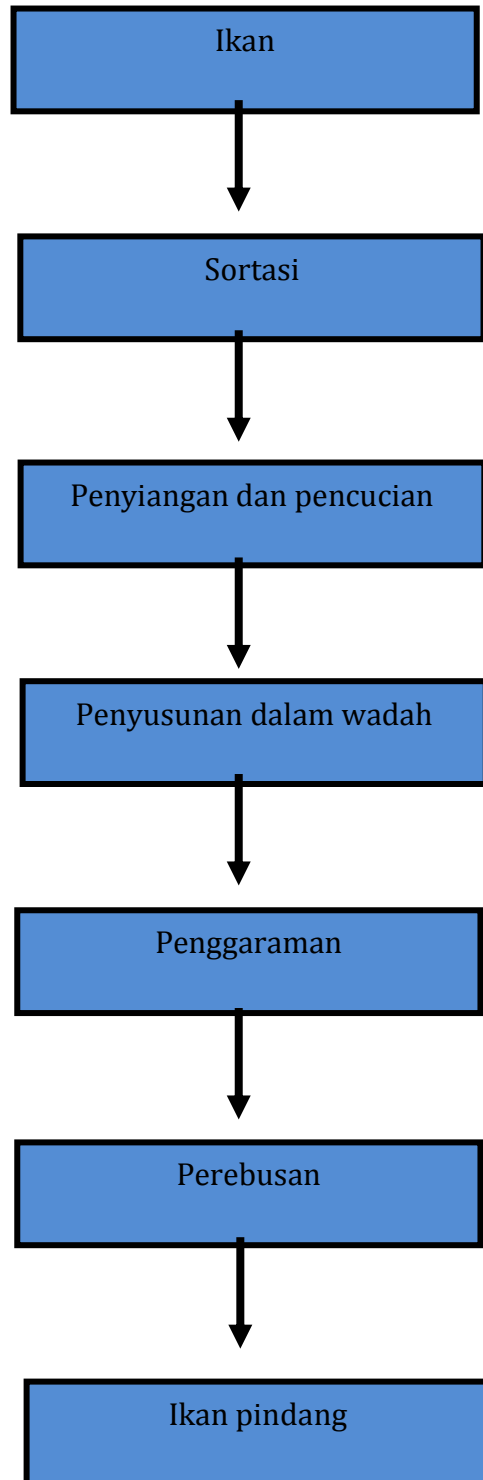 Ikan
Sortasi
Penyiangan dan pencucian
Penyusunan dalam wadah
Penggaraman
Perebusan
Ikan pindang